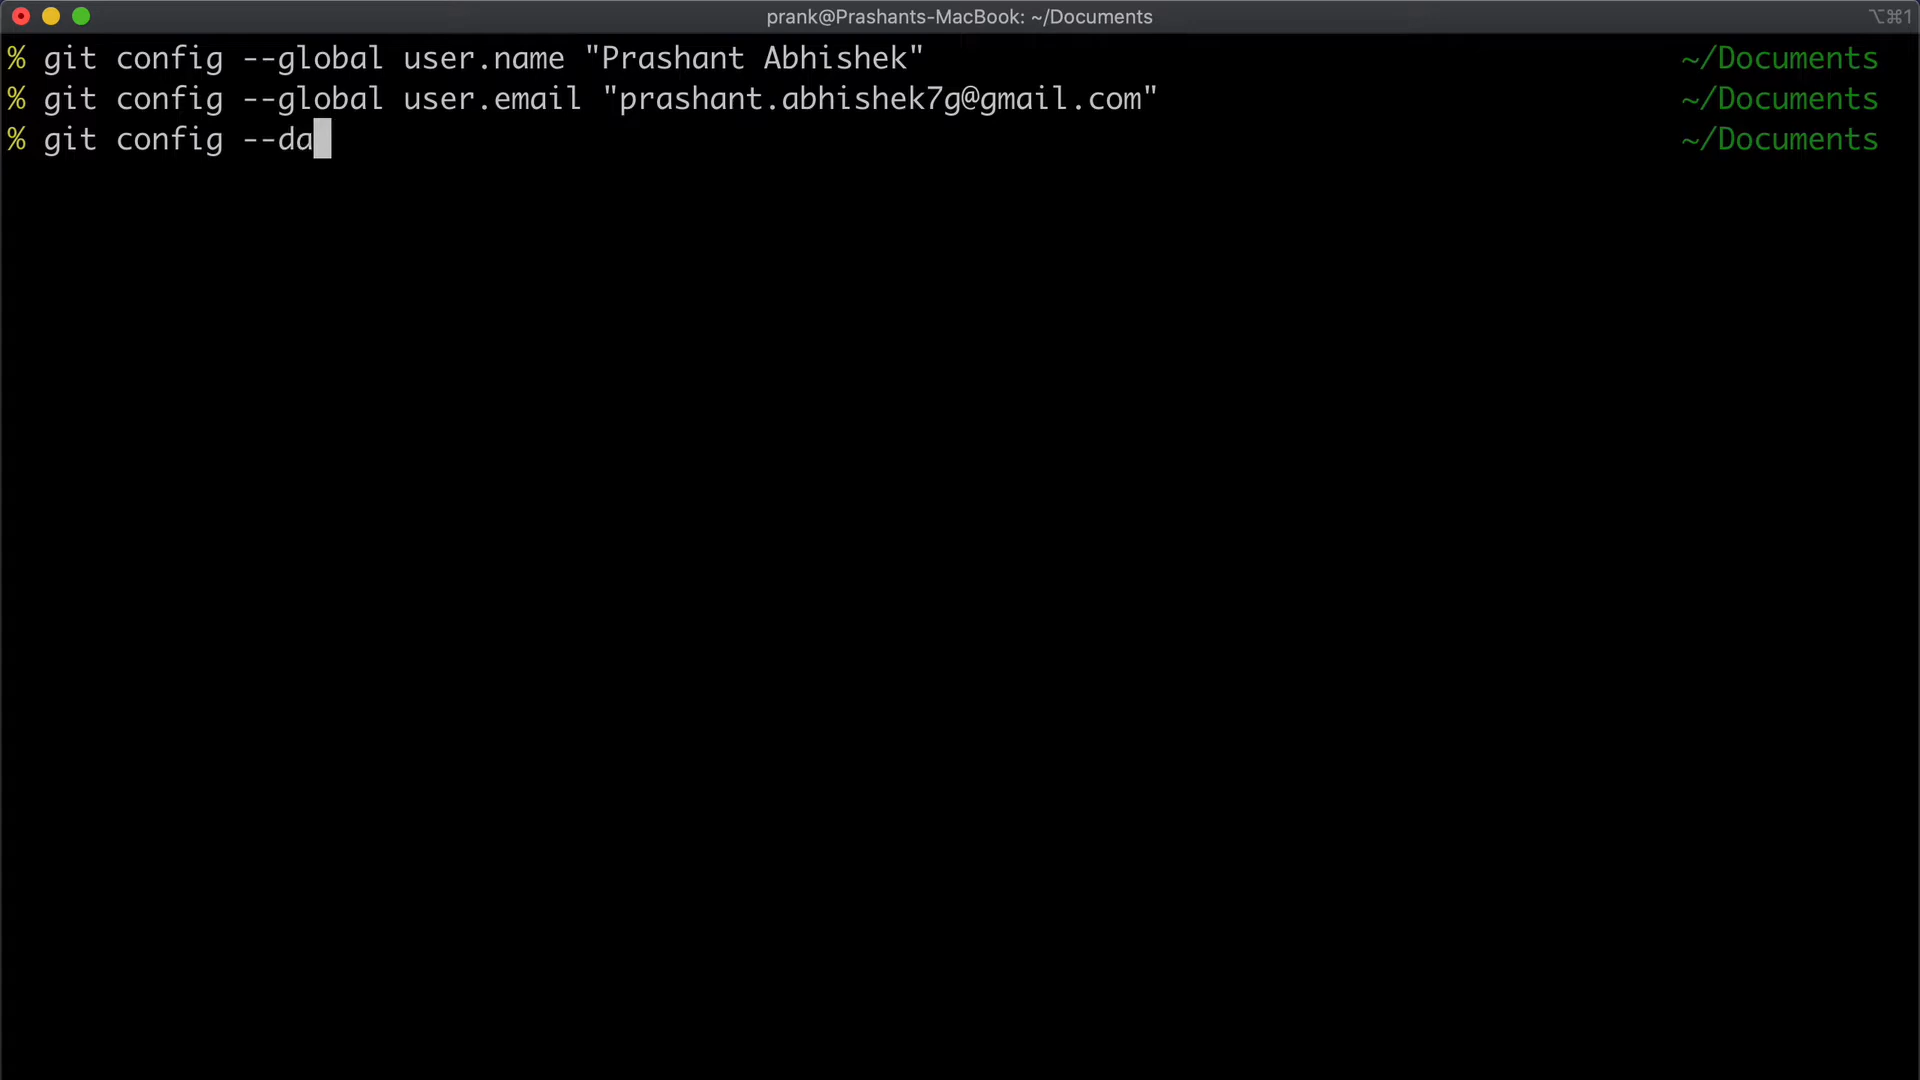 prank@Prashants-MacBook: ~/Documents ⌥⌘1
% git config --global user.name "Prashant Abhishek" ~/Documents
% git config --global user.email "prashant.abhishek7g@gmail.com" ~/Documents
% git config --da ~/Documents